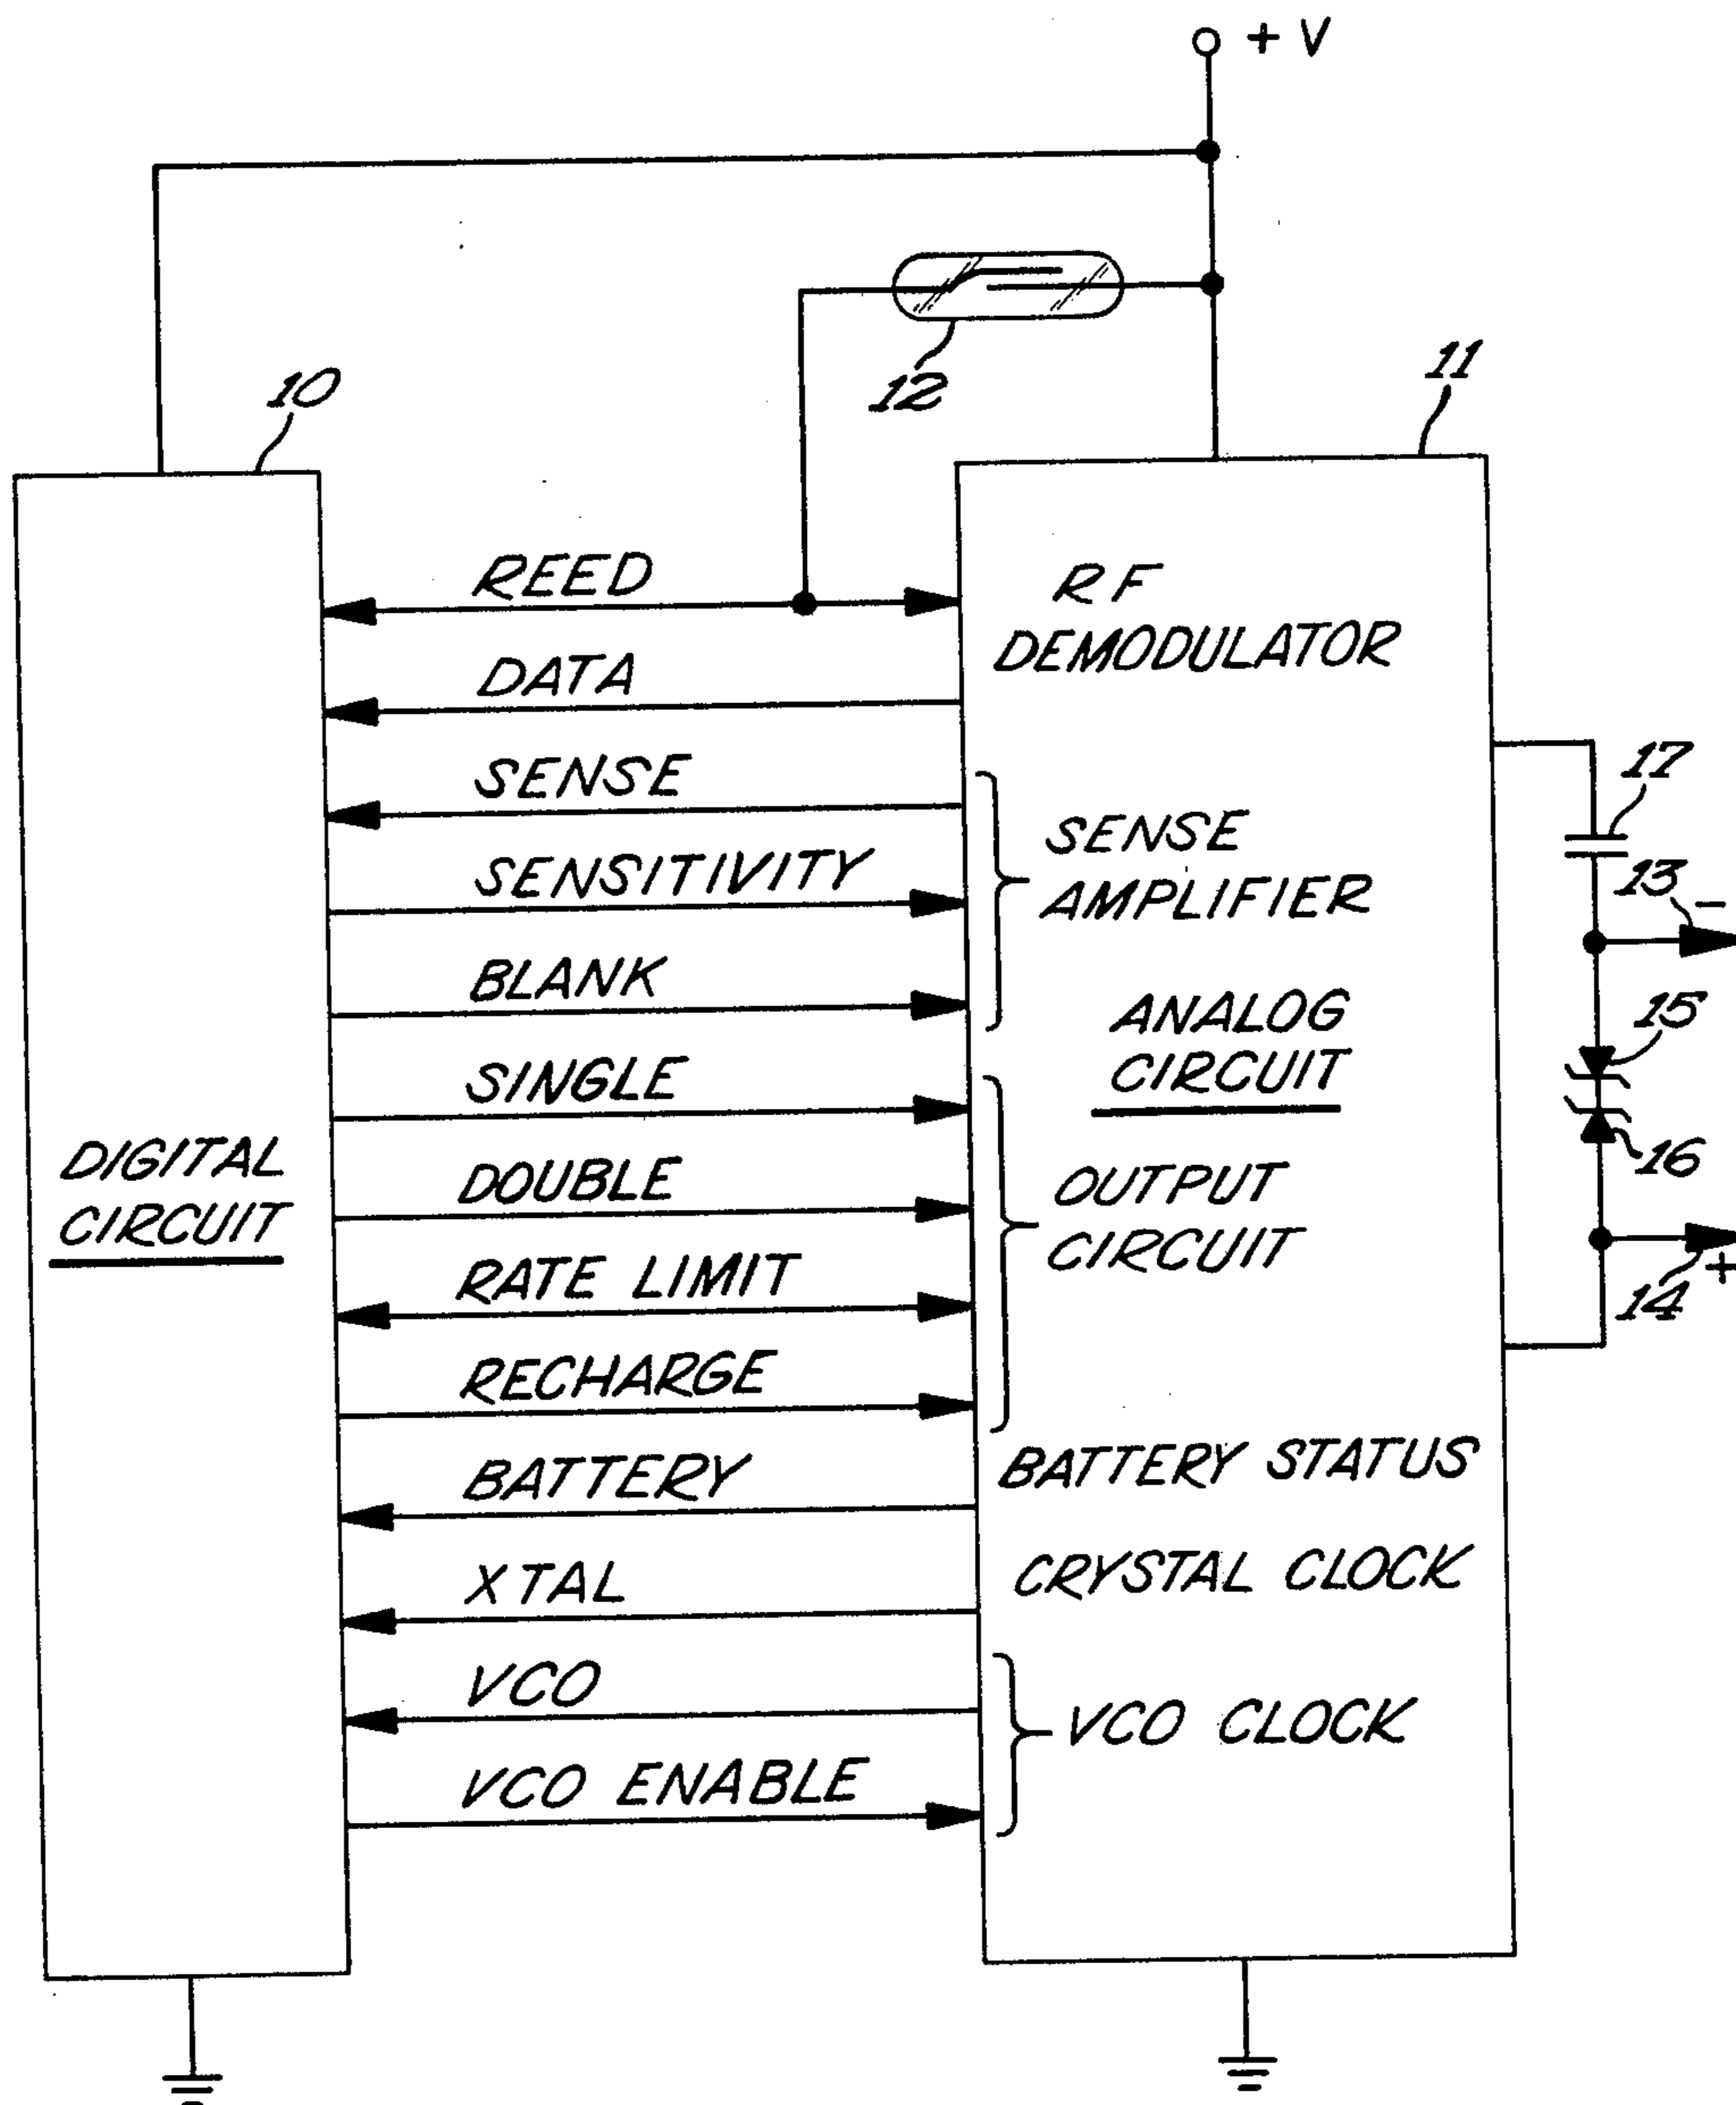 + V
12
11
10
REED
RF
DEMODULATOR
DATA
SENSE
17
SENSE
AMPLIFIER
SENSITIVITY
13
-
BLANK
ANALOG
CIRCUIT
15
SINGLE
DIGITAL
CIRCUIT
DOUBLE
OUTPUT
CIRCUIT
16
RATE LIMIT
14
+
RECHARGE
BATTERY
BATTERY STATUS
XTAL
CRYSTAL CLOCK
VCO
VCO CLOCK
VCO ENABLE